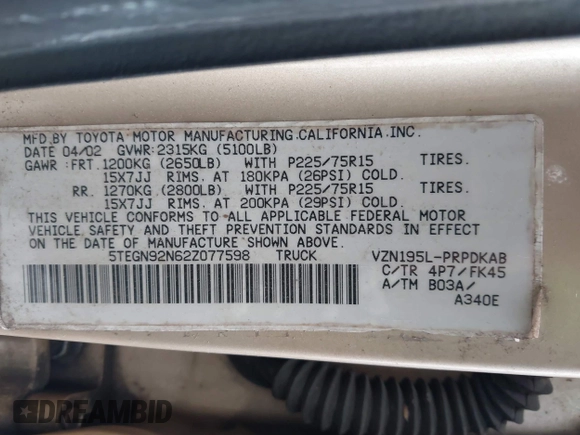 MFD.BY TOYOTA MOTOR MANUFACTURING.CALIFORNIA.INC.
DATE 04/02 GVWR:2315KG (5100LB)
GAWR :FRT.1200KG (2650LB) WITH P225/75R15 TIRES.
15X7JJ RIMS. AT 180KPA (26PSI) COLD.
RR. 1270KG (2800LB) WITH P225/75R15 TIRES.
15X7JJ RIMS. AT 200KPA (29PSI) COLD.
THIS VEHICLE CONFORMS TO ALL APPLICABLE FEDERAL MOTOR
VEHICLE SAFETY AND THEFT PREVENTION STANDARDS IN EFFECT ON
THE DATE OF MANUFACTURE SHOWN ABOVE.
5TEGN92N62Z077598 TRUCK VZN195L-PRPDKAB
C/TR 4P7/FK45
A/TM B03A/
A340E
DREAMBID